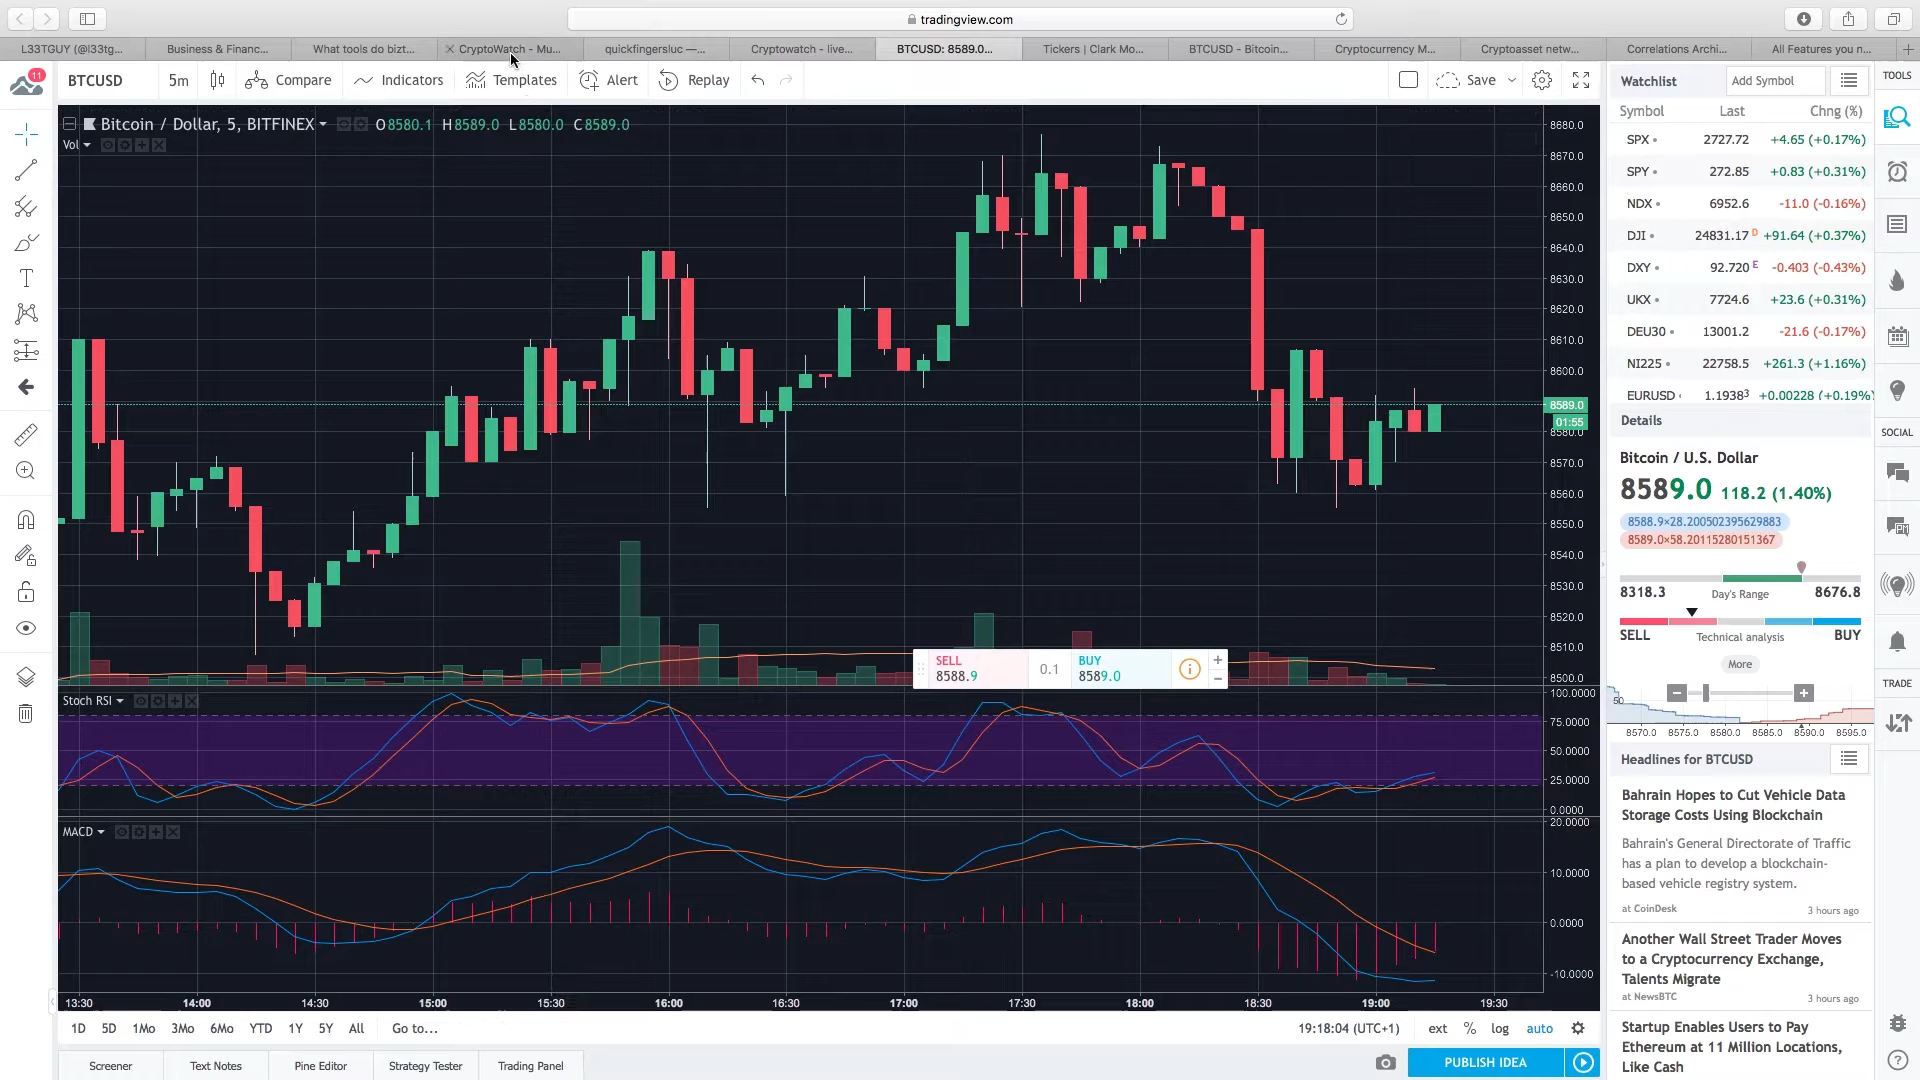 tradingview.com
L33TGUY (@l33tg...
Business & Financ...
What tools do bizt...
CryptoWatch - Mu...
quickfingersluc —...
Cryptowatch - live...
BTCUSD: 8589.0...
Tickers | Clark Mo...
BTCUSD - Bitcoin...
Cryptocurrency M...
Cryptoasset netw...
Correlations Archi...
All Features you n...
11
BTCUSD
5m
Compare
Indicators
Templates
Alert
Replay
Save
Bitcoin / Dollar, 5, BITFINEX
O8580.1 H8589.0 L8580.0 C8589.0
Vol
8680.0
8670.0
8660.0
8650.0
8640.0
8630.0
8620.0
8610.0
8600.0
8589.0
01:55
8580.0
8570.0
8560.0
8550.0
8540.0
8530.0
8520.0
8510.0
8500.0
SELL
8588.9
0.1
BUY
8589.0
Stoch RSI
100.0000
75.0000
50.0000
25.0000
0.0000
MACD
20.0000
10.0000
0.0000
-10.0000
13:30 14:00 14:30 15:00 15:30 16:00 16:30 17:00 17:30 18:00 18:30 19:00 19:30
1D 5D 1Mo 3Mo 6Mo YTD 1Y 5Y All Go to...
19:18:04 (UTC+1) ext % log auto
Screener
Text Notes
Pine Editor
Strategy Tester
Trading Panel
PUBLISH IDEA
Watchlist
Add Symbol
Symbol Last Chng (%)
SPX 2727.72 +4.65 (+0.17%)
SPY 272.85 +0.83 (+0.31%)
NDX 6952.6 -11.0 (-0.16%)
DJI 24831.17 D +91.64 (+0.37%)
DXY 92.720 E -0.403 (-0.43%)
UKX 7724.6 +23.6 (+0.31%)
DEU30 13001.2 -21.6 (-0.17%)
NI225 22758.5 +261.3 (+1.16%)
EURUSD 1.19383 +0.00228 (+0.19%)
Details
Bitcoin / U.S. Dollar
8589.0 118.2 (1.40%)
8588.9×28.200502395629883
8589.0×58.20115280151367
8318.3 Day's Range 8676.8
SELL Technical analysis BUY
More
50
8570.0 8575.0 8580.0 8585.0 8590.0 8595.0
Headlines for BTCUSD
Bahrain Hopes to Cut Vehicle Data
Storage Costs Using Blockchain
Bahrain's General Directorate of Traffic
has a plan to develop a blockchain-
based vehicle registry system.
at CoinDesk 3 hours ago
Another Wall Street Trader Moves
to a Cryptocurrency Exchange,
Talents Migrate
at NewsBTC 3 hours ago
Startup Enables Users to Pay
Ethereum at 11 Million Locations,
Like Cash
TOOLS
SOCIAL
TRADE